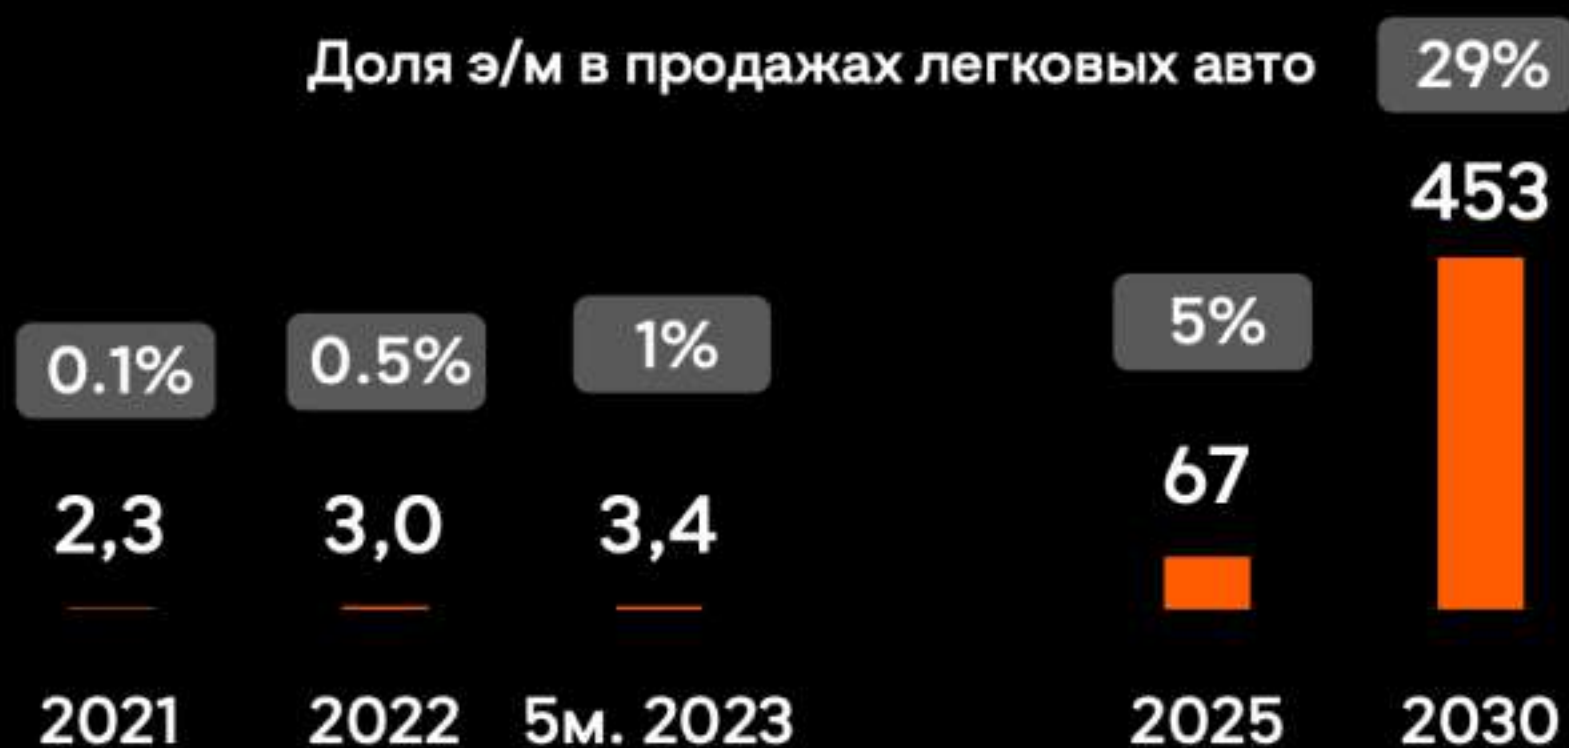 Доля э/м в продажах легковых авто 29%
453
0.1% 0.5% 1% 5%
2,3 3,0 3,4 67
2021 2022 5м. 2023 2025 2030